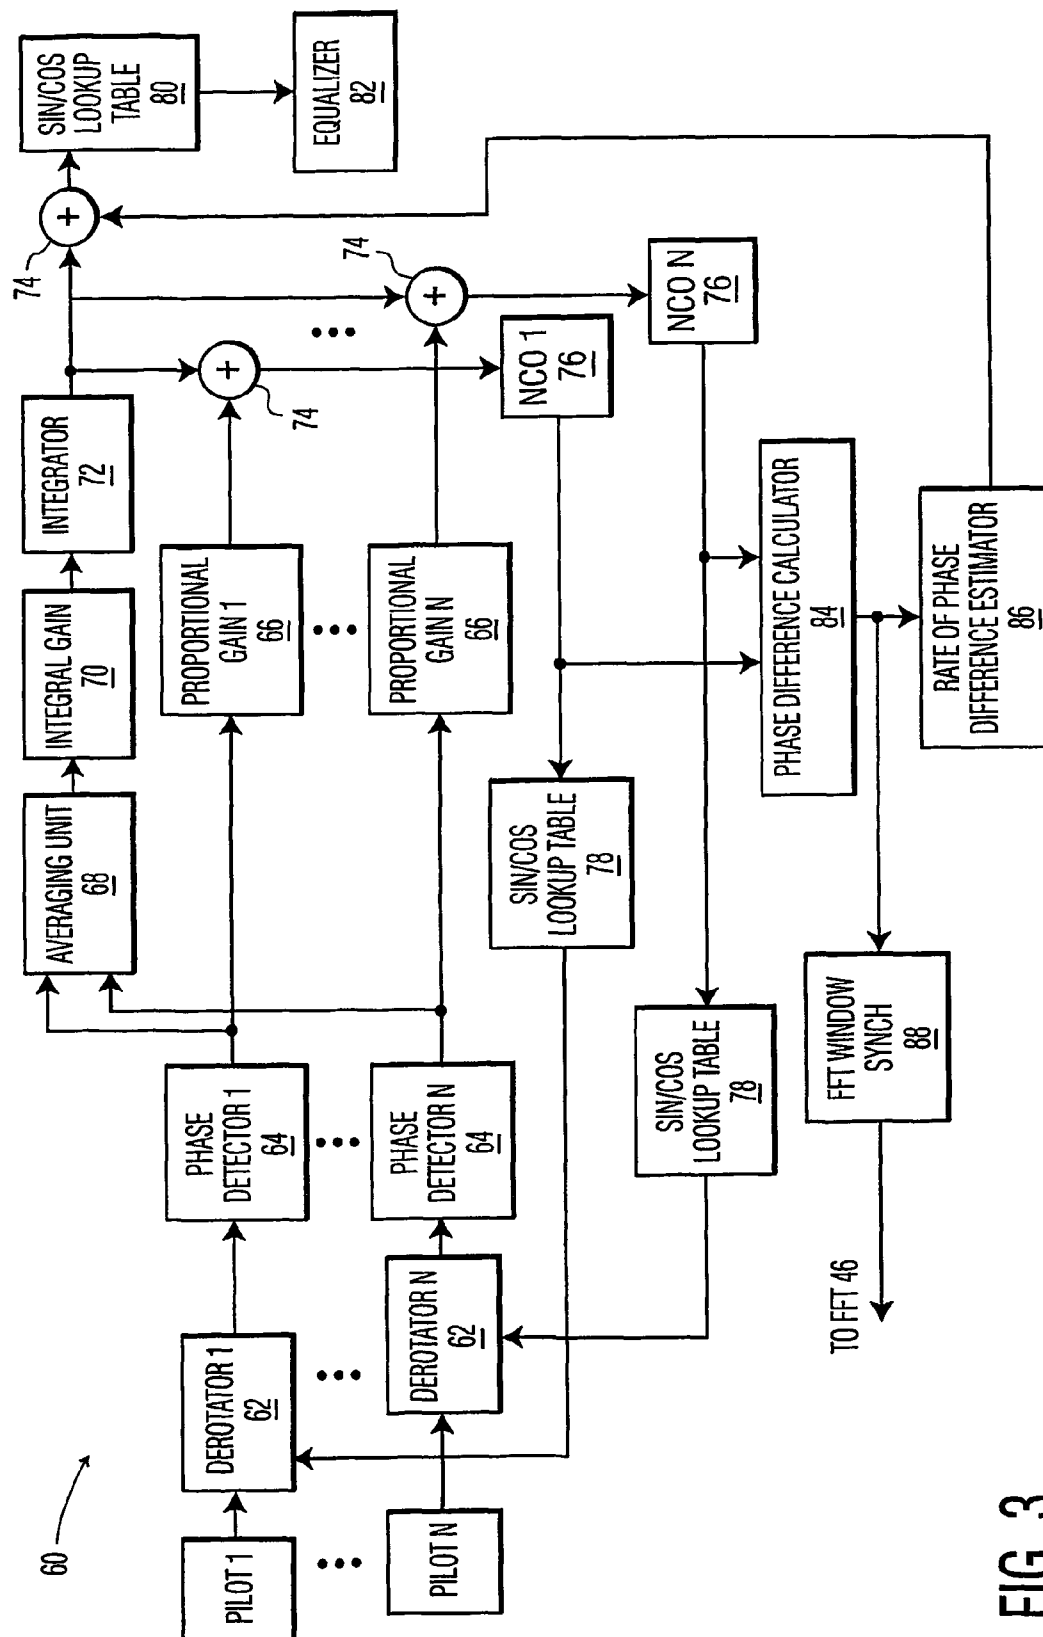 60
PILOT 1
PILOT N
DEROTATOR 1
62
DEROTATOR N
62
PHASE
DETECTOR 1
64
PHASE
DETECTOR N
64
AVERAGING UNIT
68
INTEGRAL GAIN
70
INTEGRATOR
72
PROPORTIONAL
GAIN 1
66
PROPORTIONAL
GAIN N
66
74
74
74
SIN/COS
LOOKUP
TABLE
80
EQUALIZER
82
NCO 1
76
NCO N
76
SIN/COS
LOOKUP TABLE
78
SIN/COS
LOOKUP TABLE
78
PHASE DIFFERENCE CALCULATOR
84
RATE OF PHASE
DIFFERENCE ESTIMATOR
86
FFT WINDOW
SYNCH
88
TO FFT 46
FIG. 3